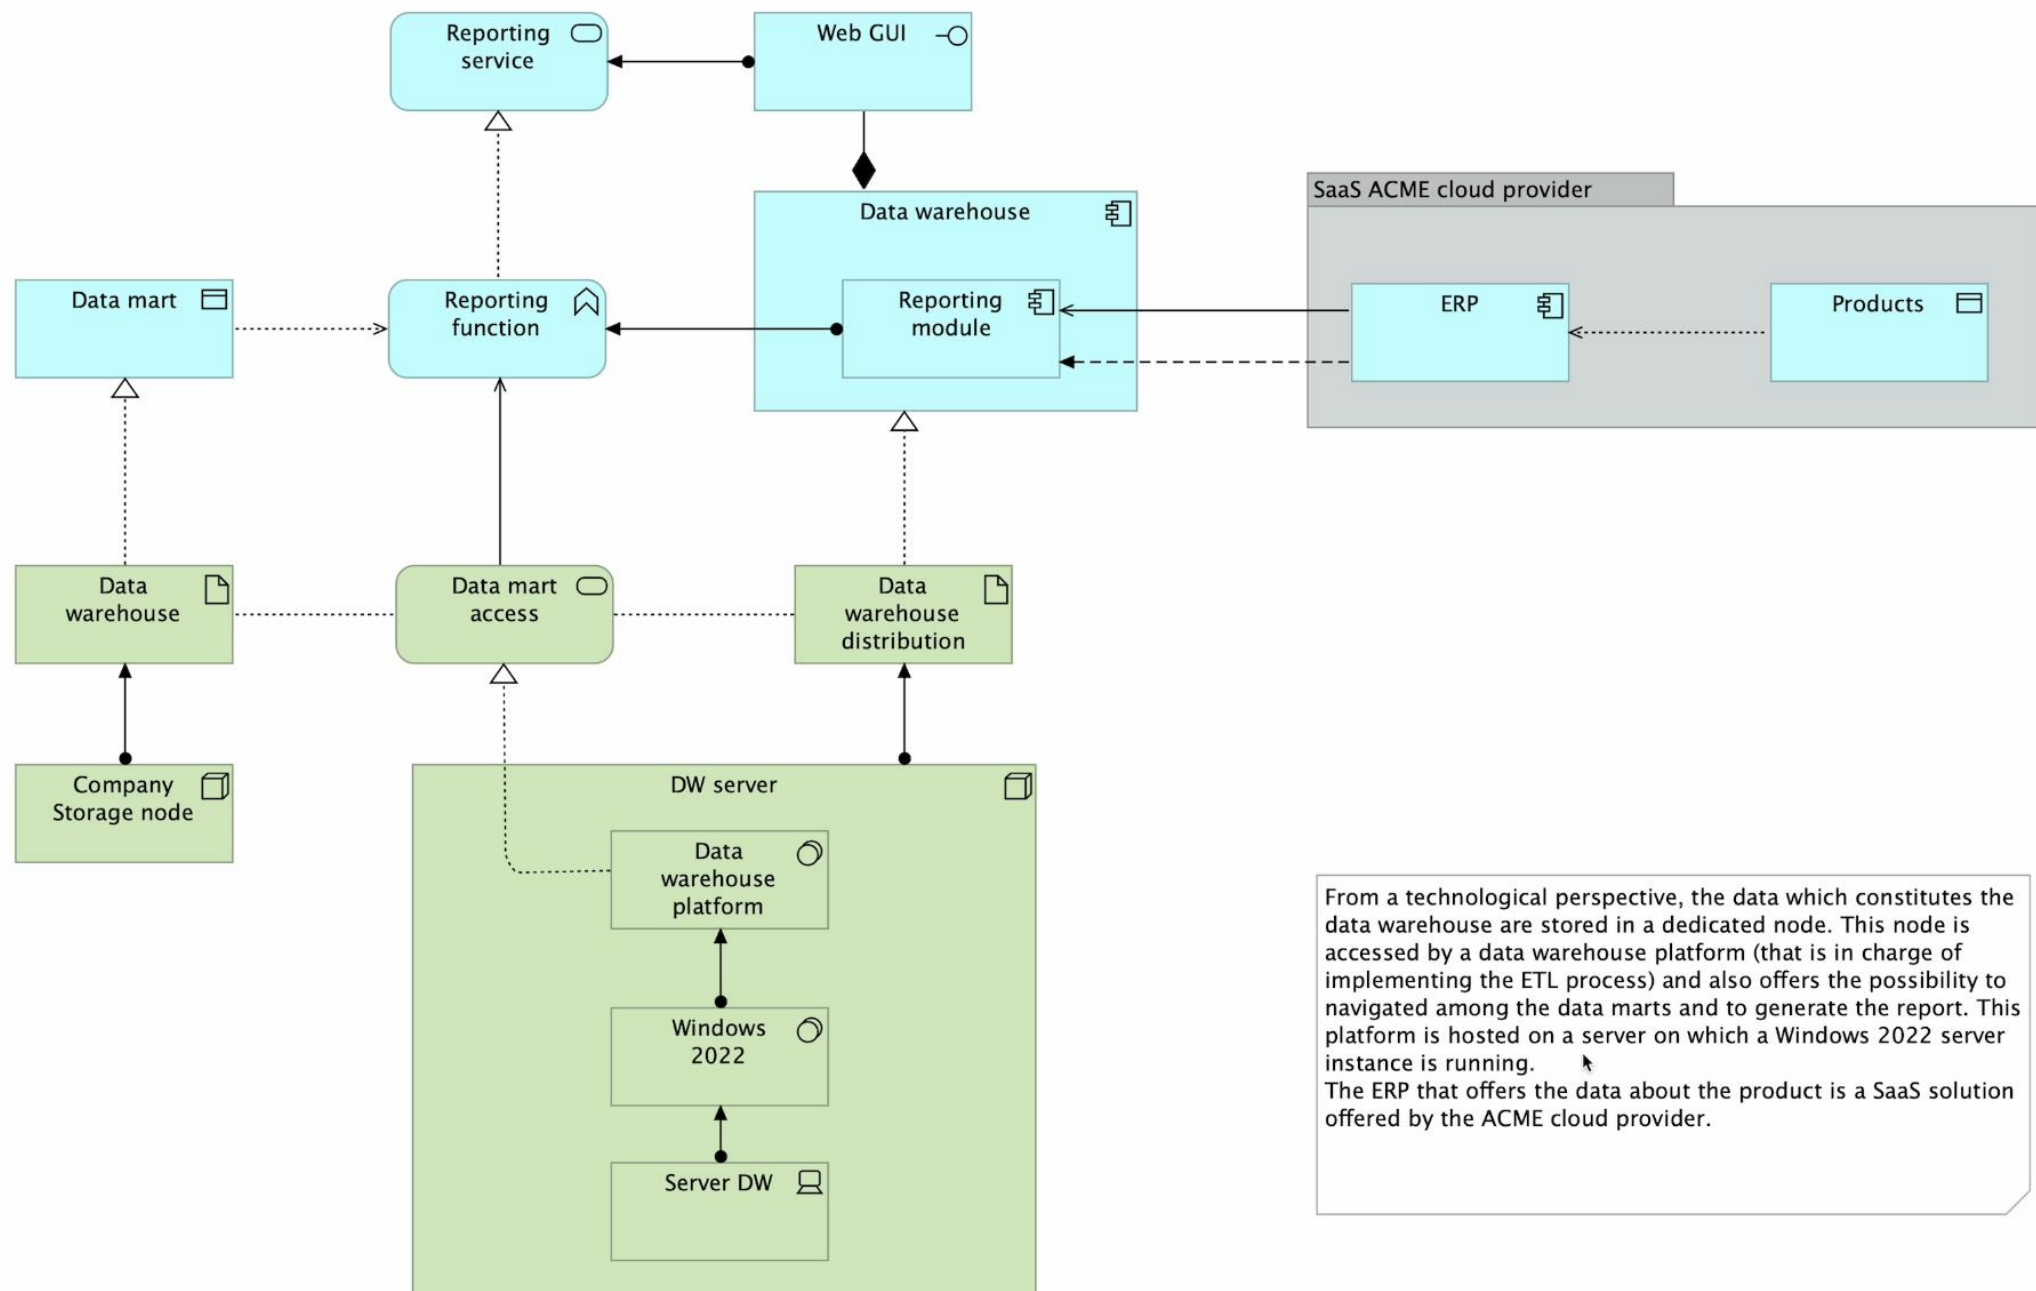 Reporting
service
Web GUI
Data warehouse
SaaS ACME cloud provider
Data mart
Reporting
function
Reporting
module
ERP
Products
Data
warehouse
Data mart
access
Data
warehouse
distribution
Company
Storage node
DW server
Data
warehouse
platform
Windows
2022
Server DW
From a technological perspective, the data which constitutes the
data warehouse are stored in a dedicated node. This node is
accessed by a data warehouse platform (that is in charge of
implementing the ETL process) and also offers the possibility to
navigated among the data marts and to generate the report. This
platform is hosted on a server on which a Windows 2022 server
instance is running.
The ERP that offers the data about the product is a SaaS solution
offered by the ACME cloud provider.